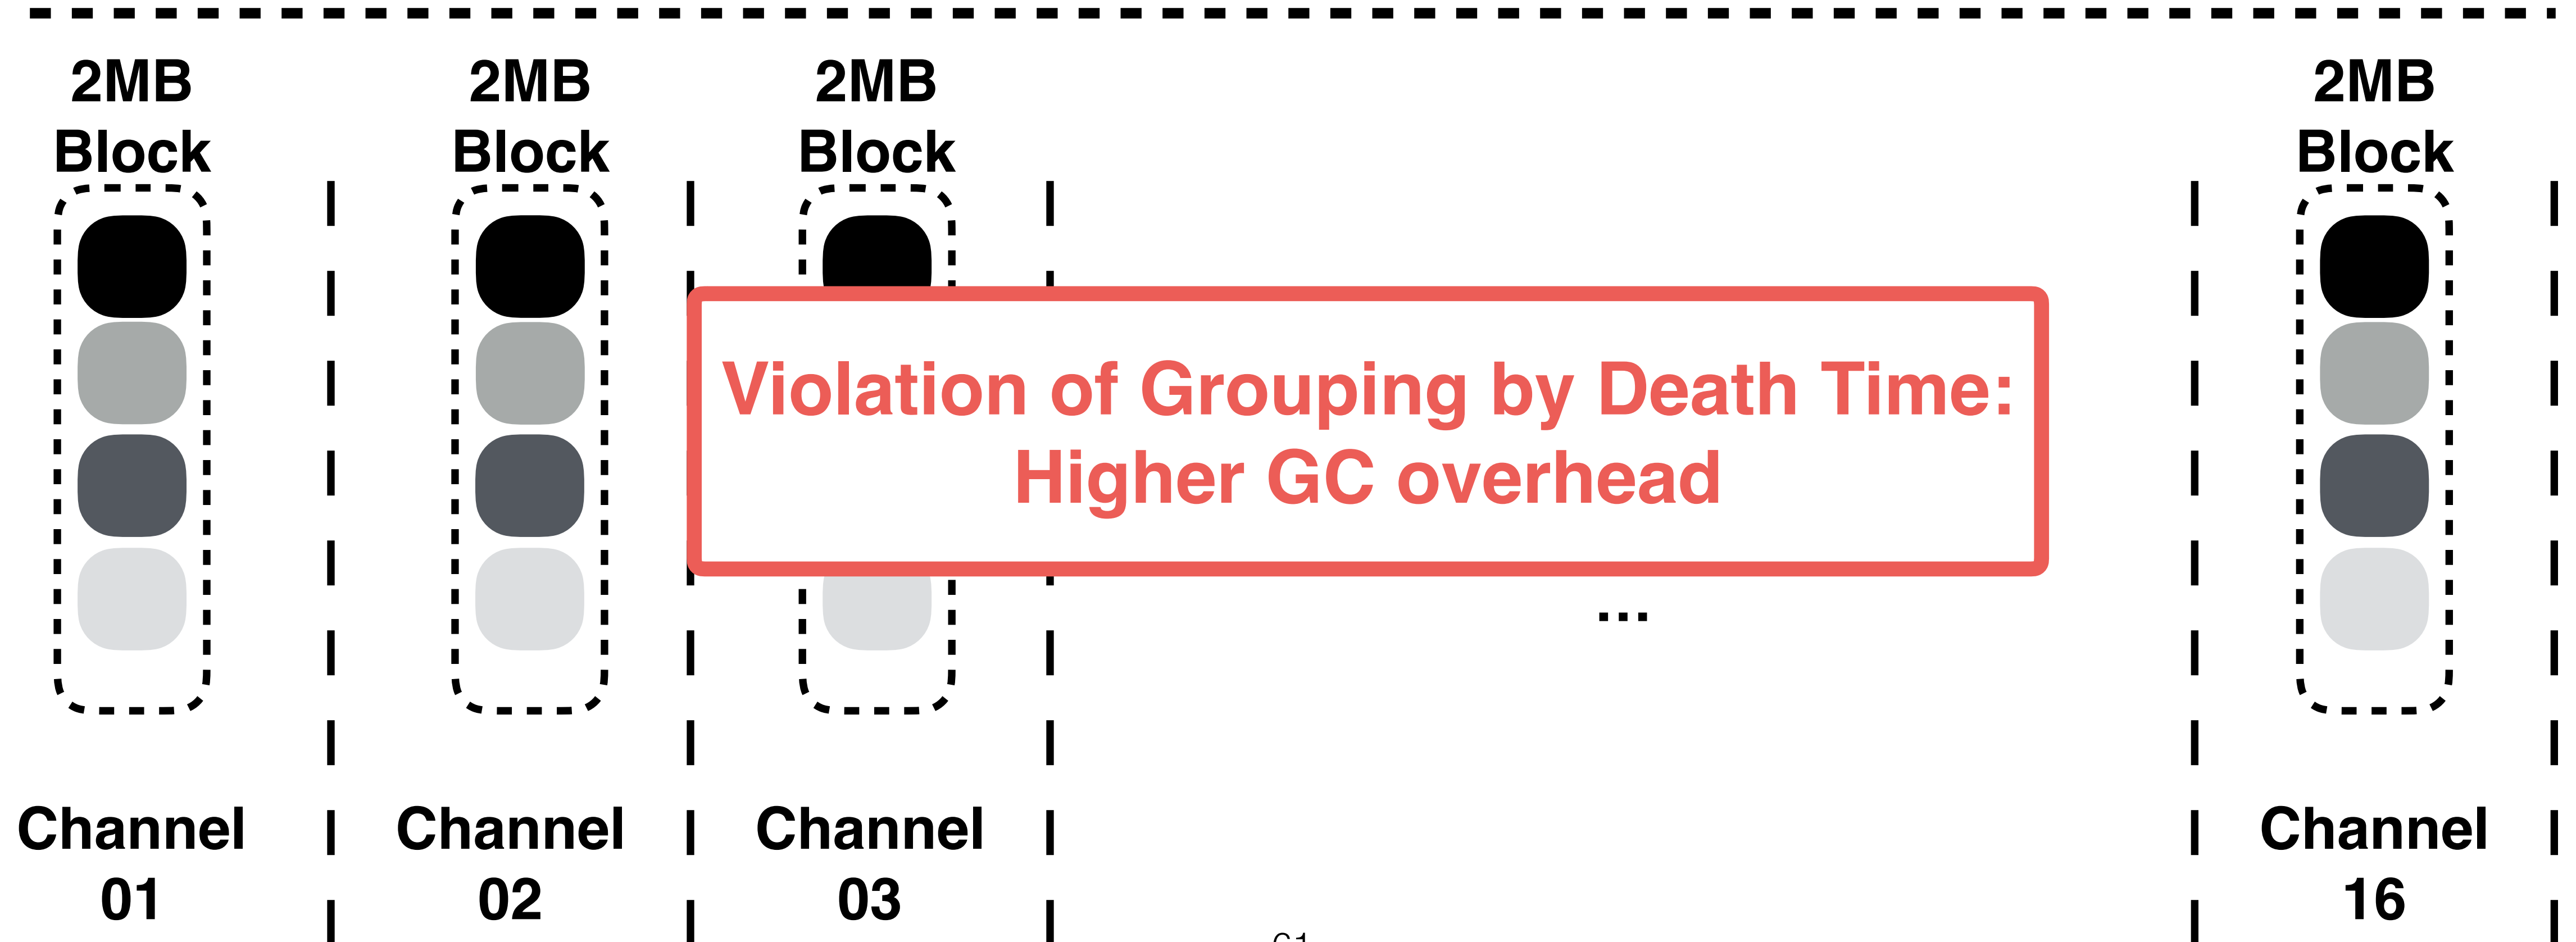 2MB 2MB 2MB 2MB
Block Block Block Block
Violation of Grouping by Death Time:
Higher GC overhead
...
Channel Channel Channel Channel
01 02 03 16